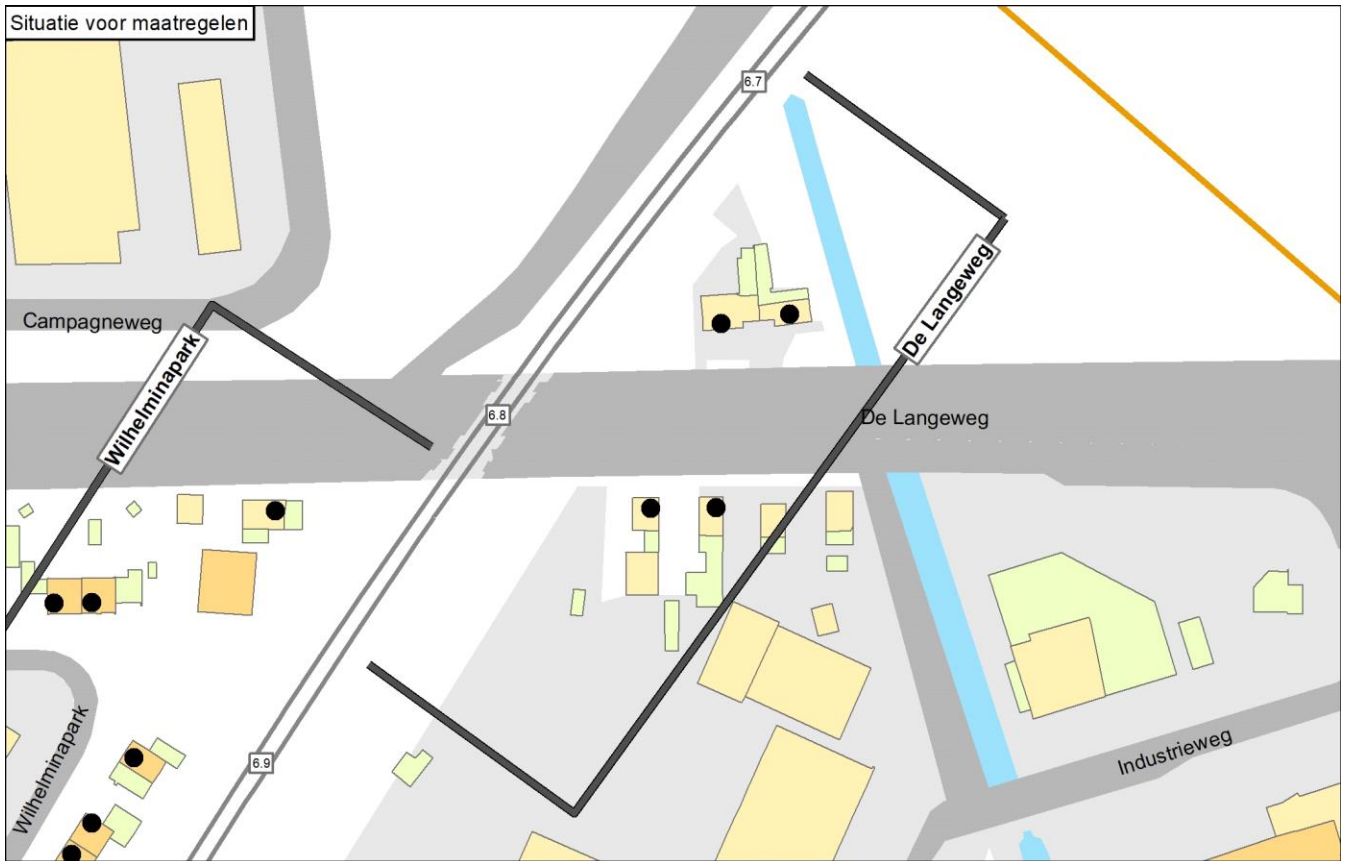 Situatie voor maatregelen
6.7
De Langeweg
Campagneweg
Wilhelminapark
6.8
De Langeweg
6.9
Wilhelminapark
Industrieweg